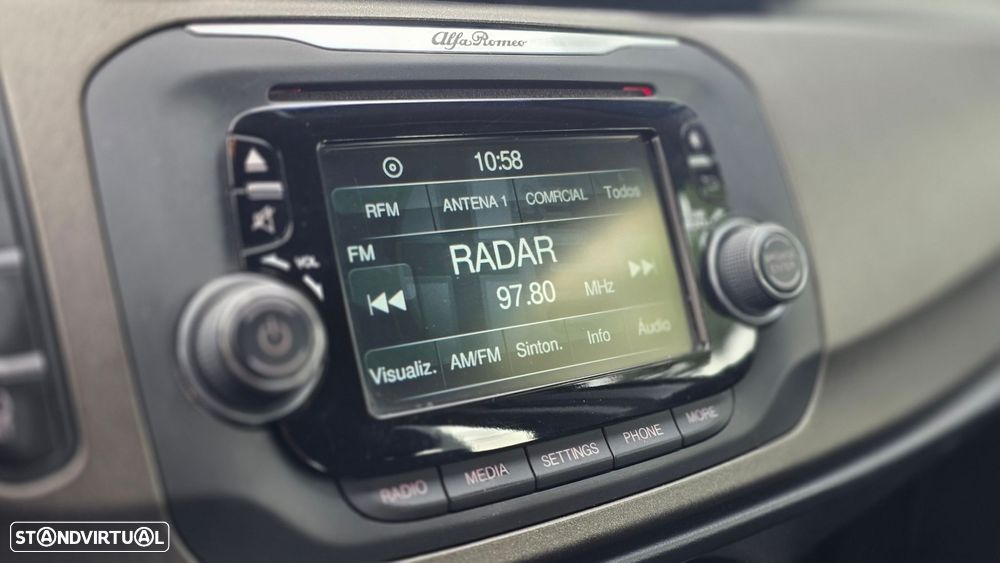 Alfa Romeo
10:58
RFM ANTENA 1 COMRCIAL Todos
FM
RADAR
97.80 MHz
VOL
Visualiz. AM/FM Sinton. Info Áudio
RADIO MEDIA SETTINGS PHONE MORE
STANDVIRTUAL